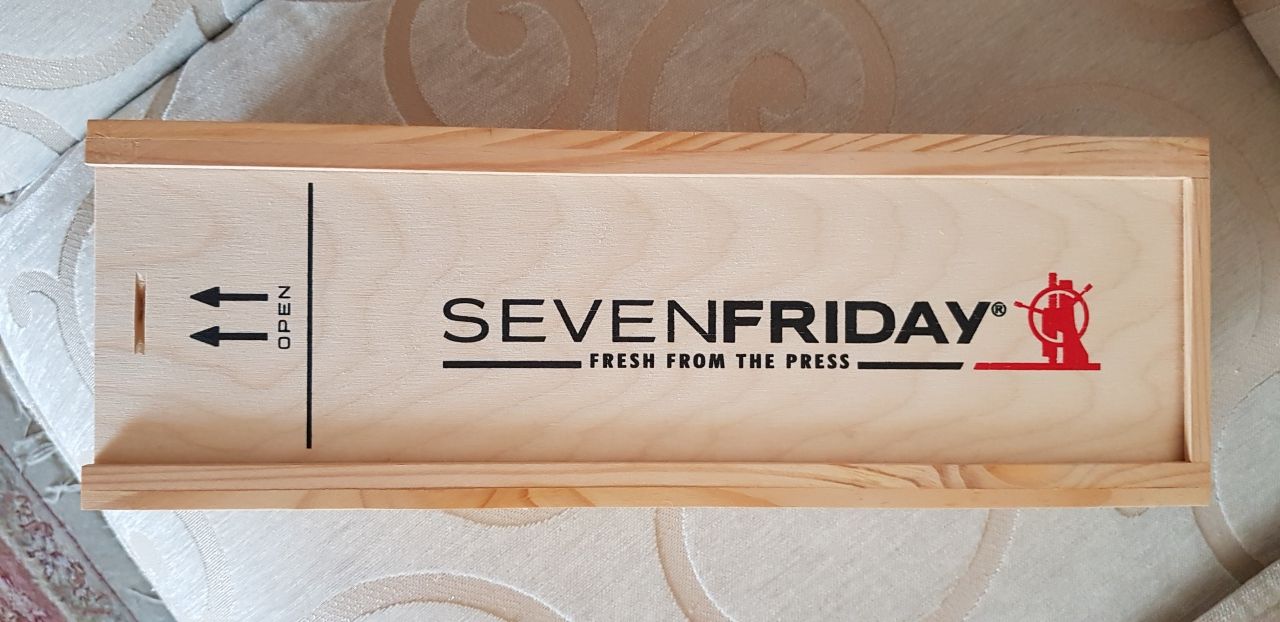 OPEN
SEVENFRIDAY®
FRESH FROM THE PRESS